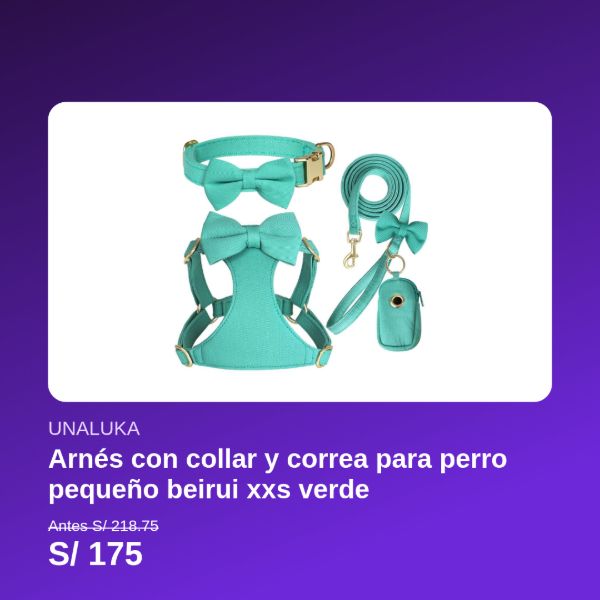 UNALUKA
Arnés con collar y correa para perro
pequeño beirui xxs verde
Antes S/ 218.75
S/ 175